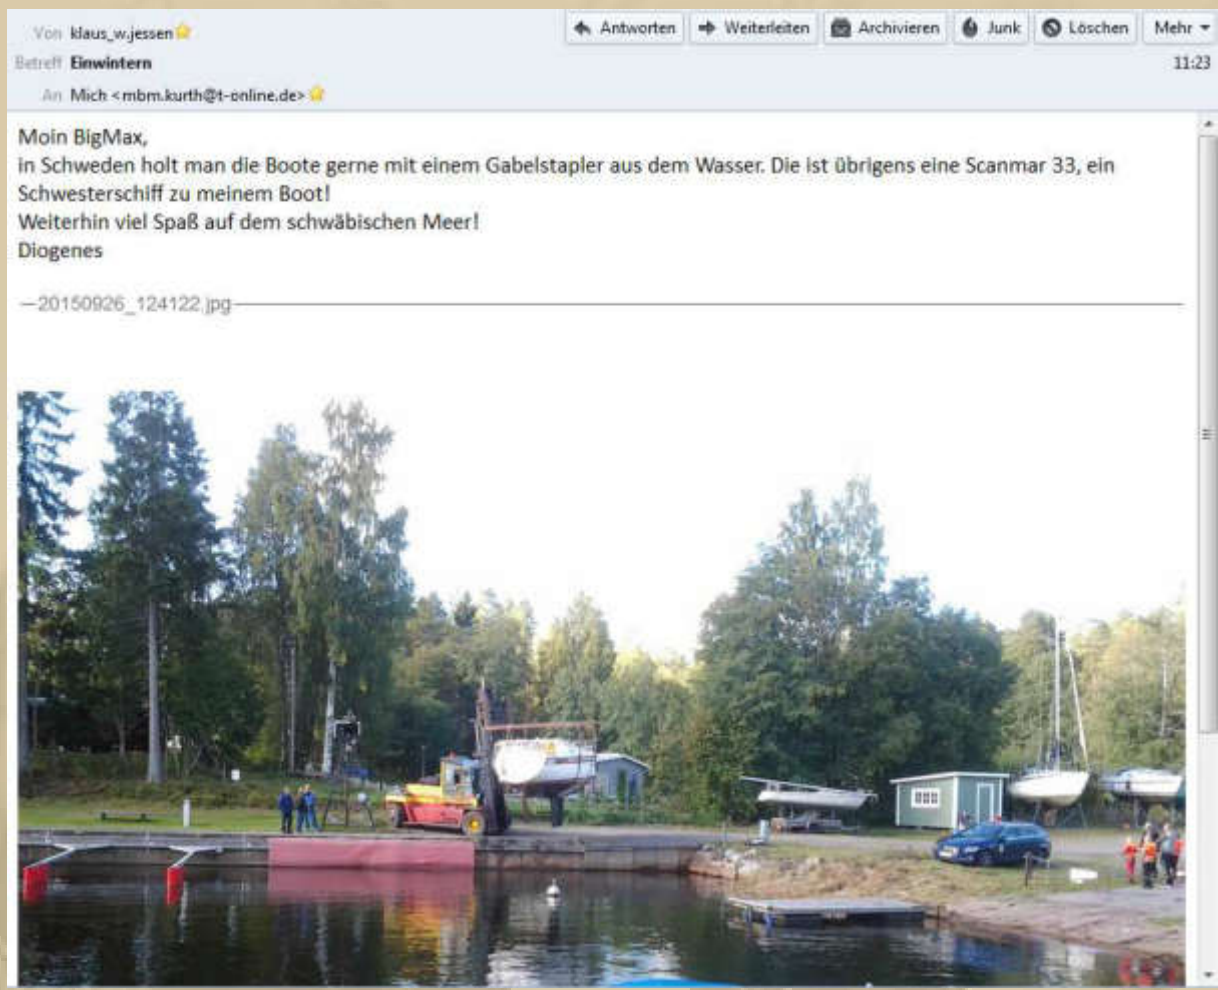 Von klaus_w.jessen
Antworten Weiterleiten Archivieren Junk Löschen Mehr
Betreff Einwintern
11:23
An Mich <mbm.kurth@t-online.de>
Moin BigMax,
in Schweden holt man die Boote gerne mit einem Gabelstapler aus dem Wasser. Die ist übrigens eine Scanmar 33, ein
Schwesterschiff zu meinem Boot!
Weiterhin viel Spaß auf dem schwäbischen Meer!
Diogenes
20150926_124122.jpg